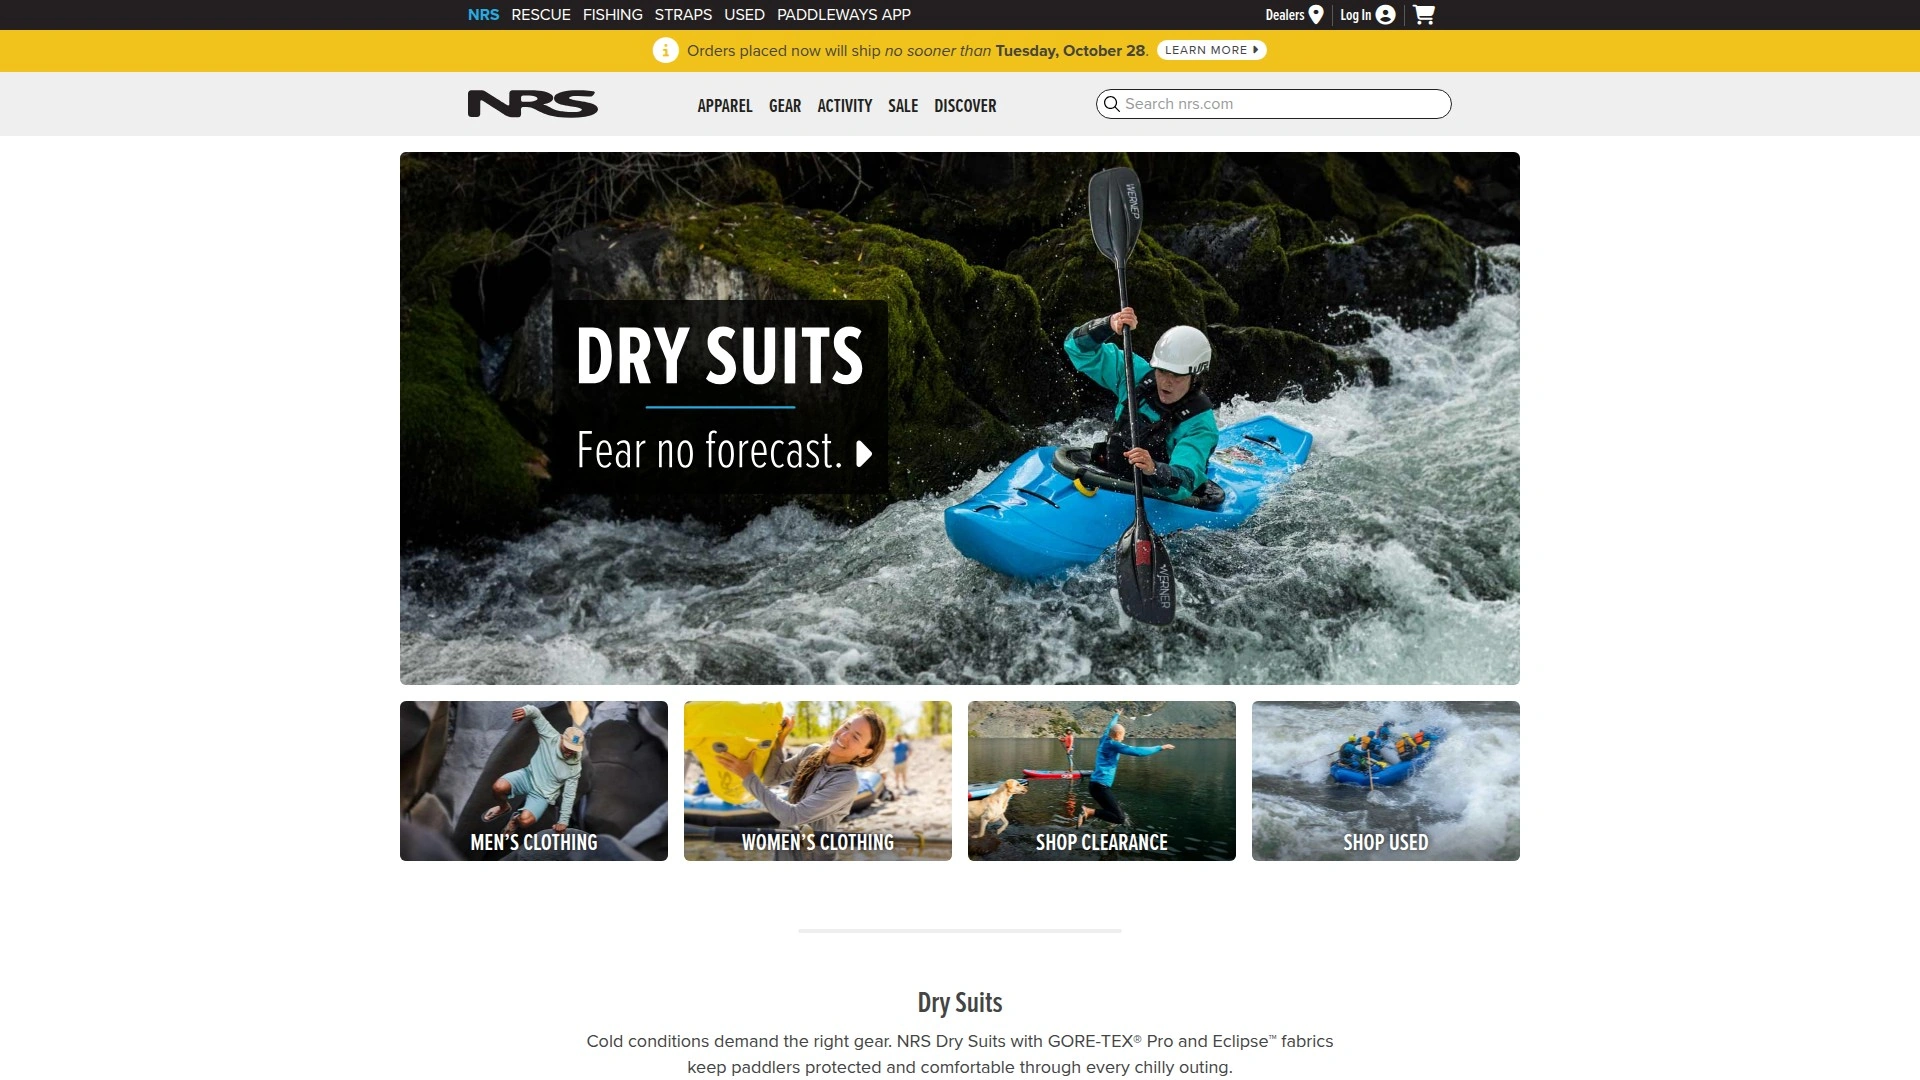 NRS RESCUE FISHING STRAPS USED PADDLEWAYS APP
Dealers Log In
Orders placed now will ship no sooner than Tuesday, October 28. LEARN MORE
NRS
APPAREL GEAR ACTIVITY SALE DISCOVER
Search nrs.com
WERNER
DRY SUITS
Fear no forecast.
WERNER
MEN’S CLOTHING
WOMEN’S CLOTHING
SHOP CLEARANCE
SHOP USED
Dry Suits
Cold conditions demand the right gear. NRS Dry Suits with GORE-TEX® Pro and Eclipse™ fabrics
keep paddlers protected and comfortable through every chilly outing.